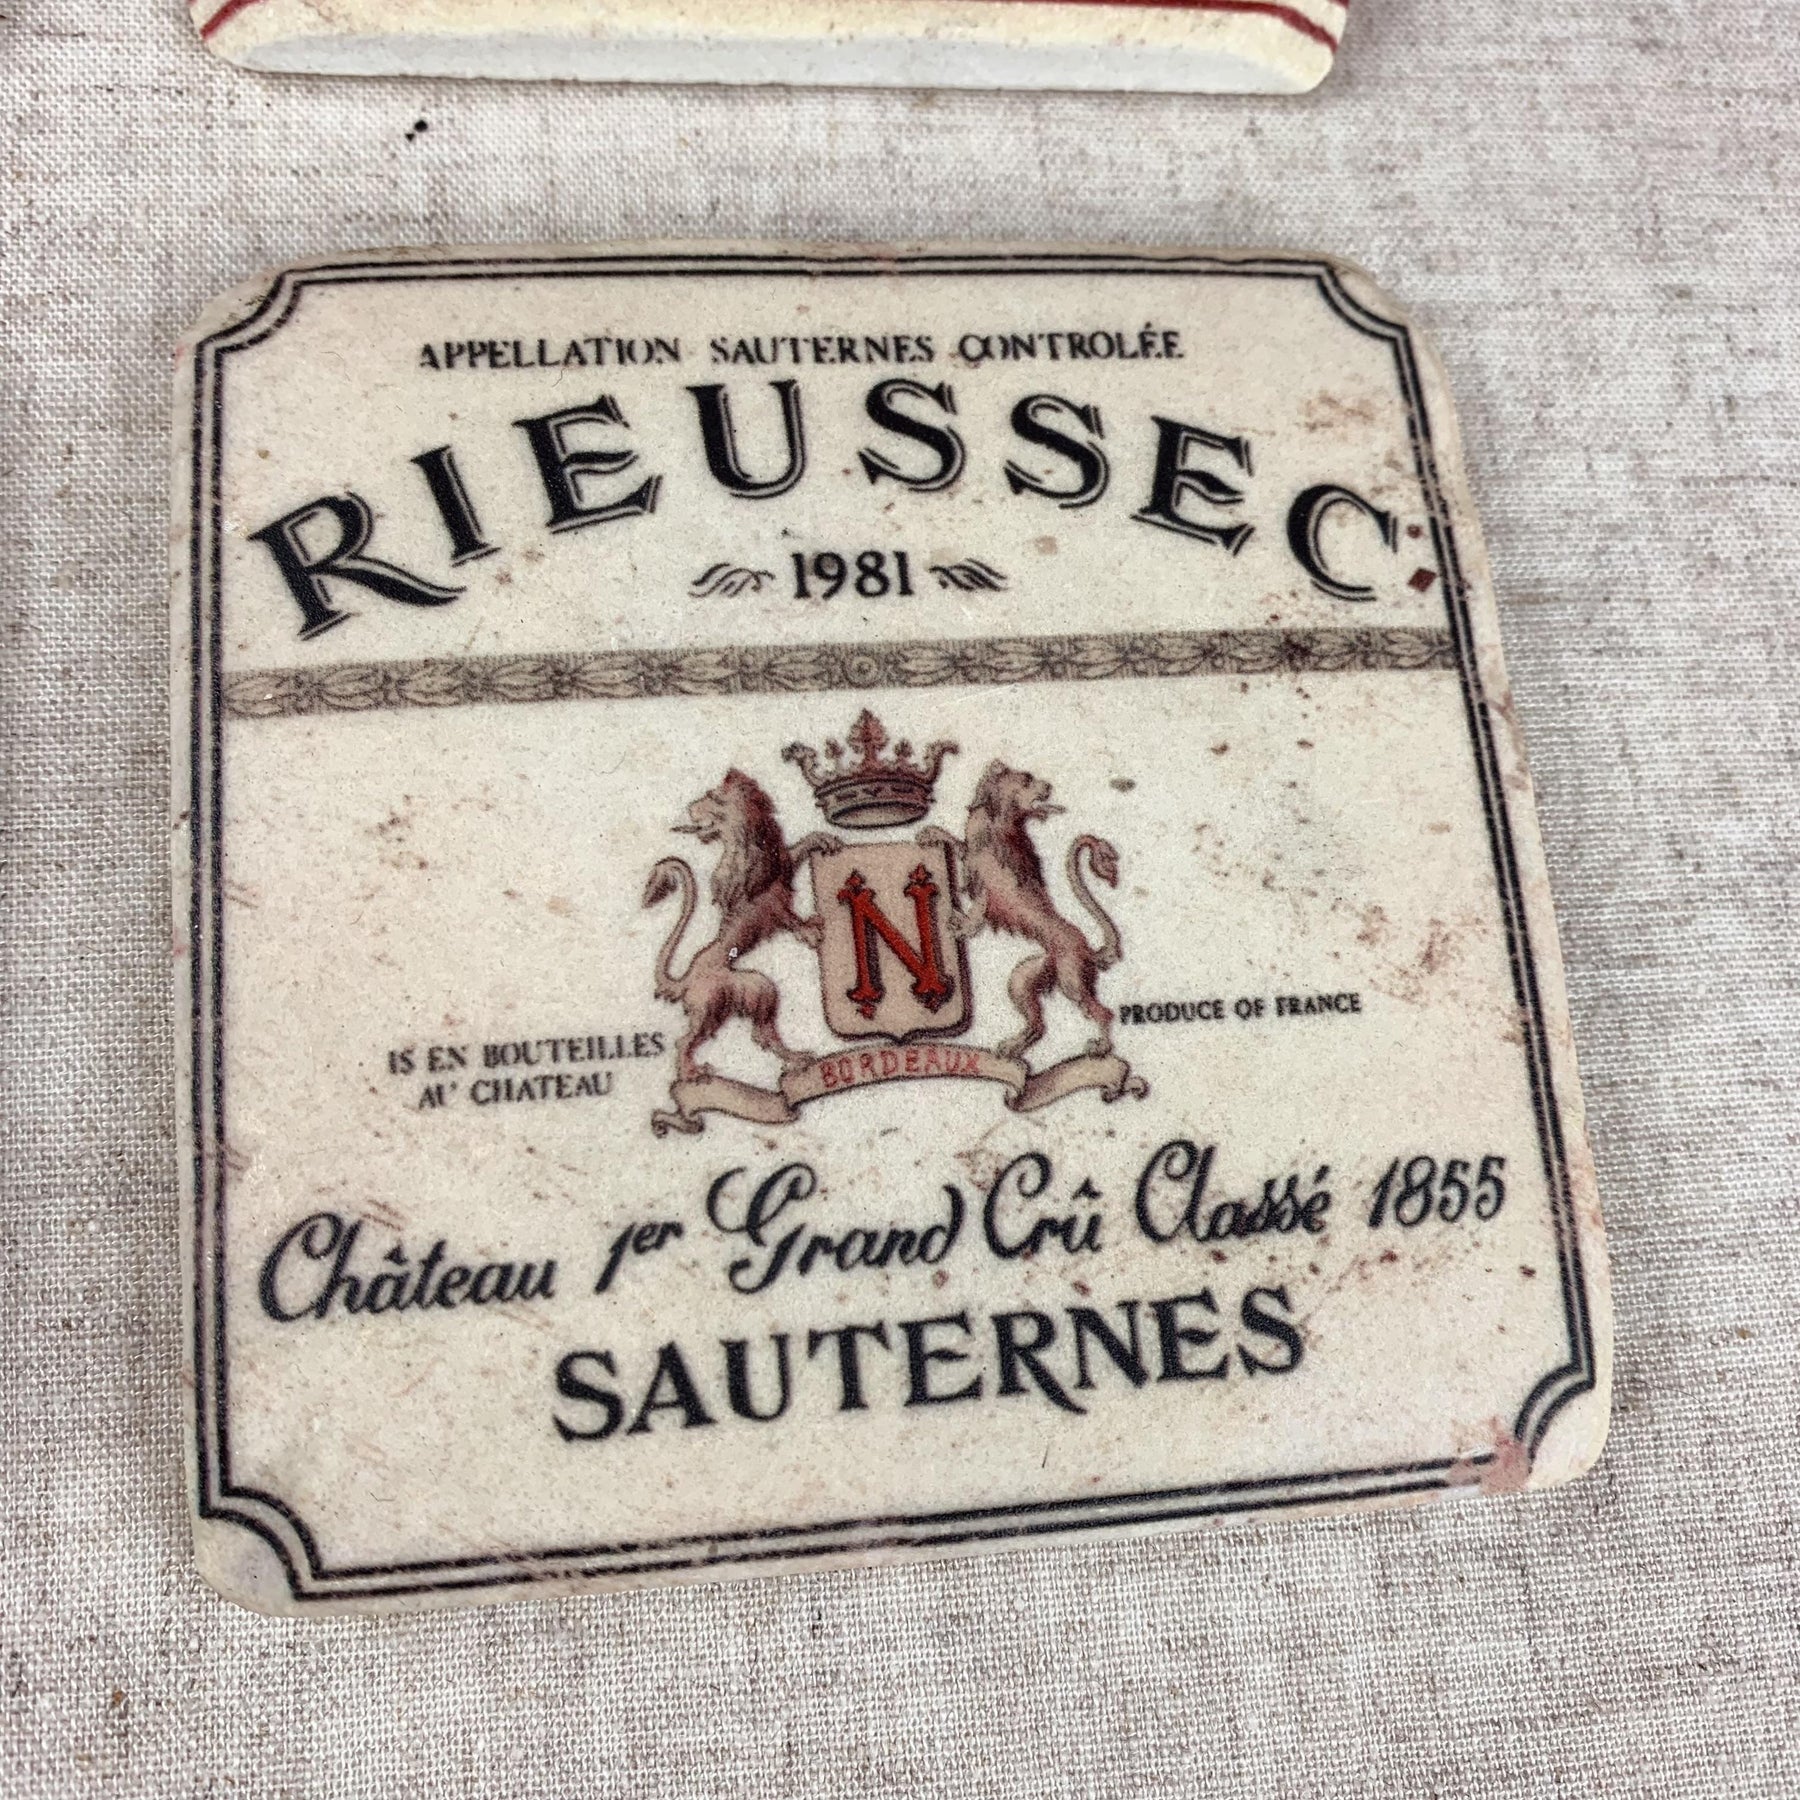 APPELLATION SAUTERNES CONTROLÉE
RIEUSSEC
1981
N
BORDEAUX
IS EN BOUTEILLES
AU CHATEAU
PRODUCE OF FRANCE
Château 1er Grand Crû Classé 1855
SAUTERNES